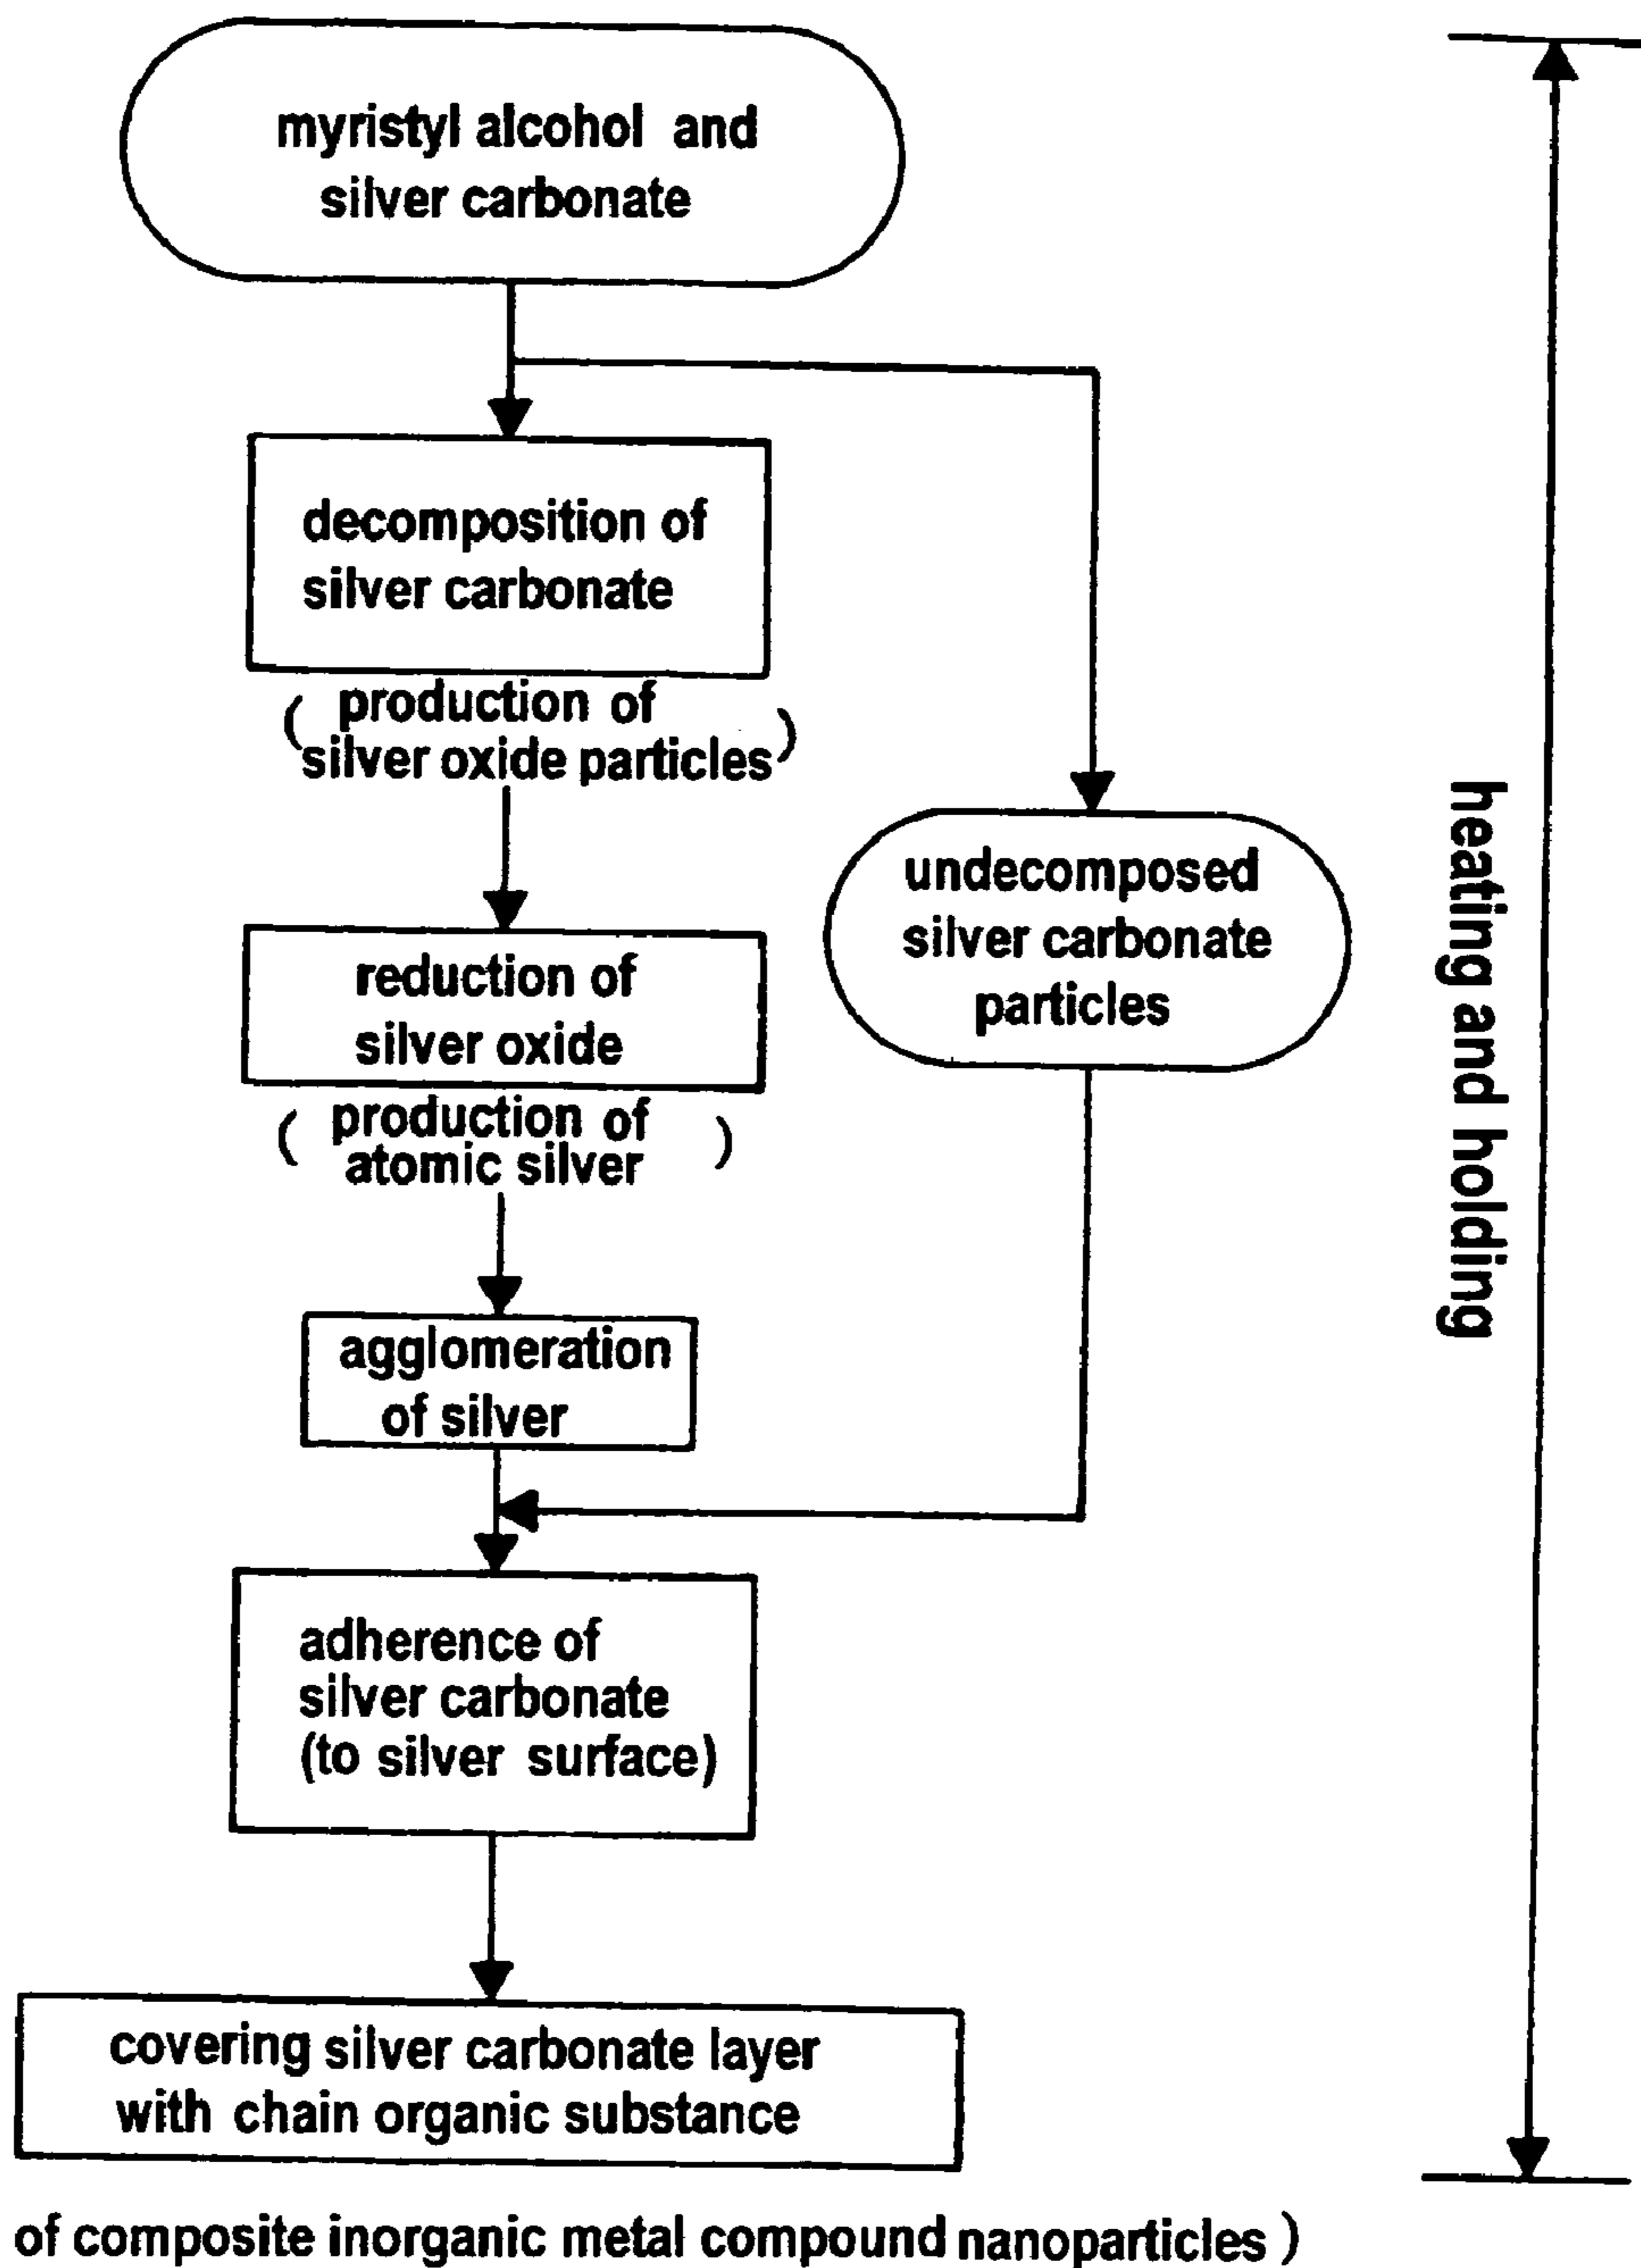 myristyl alcohol and
silver carbonate
decomposition of
silver carbonate
( production of
silver oxide particles )
undecomposed
silver carbonate
particles
reduction of
silver oxide
( production of )
atomic silver
agglomeration
of silver
adherence of
silver carbonate
(to silver surface)
covering silver carbonate layer
with chain organic substance
of composite inorganic metal compound nanoparticles )
heating and holding